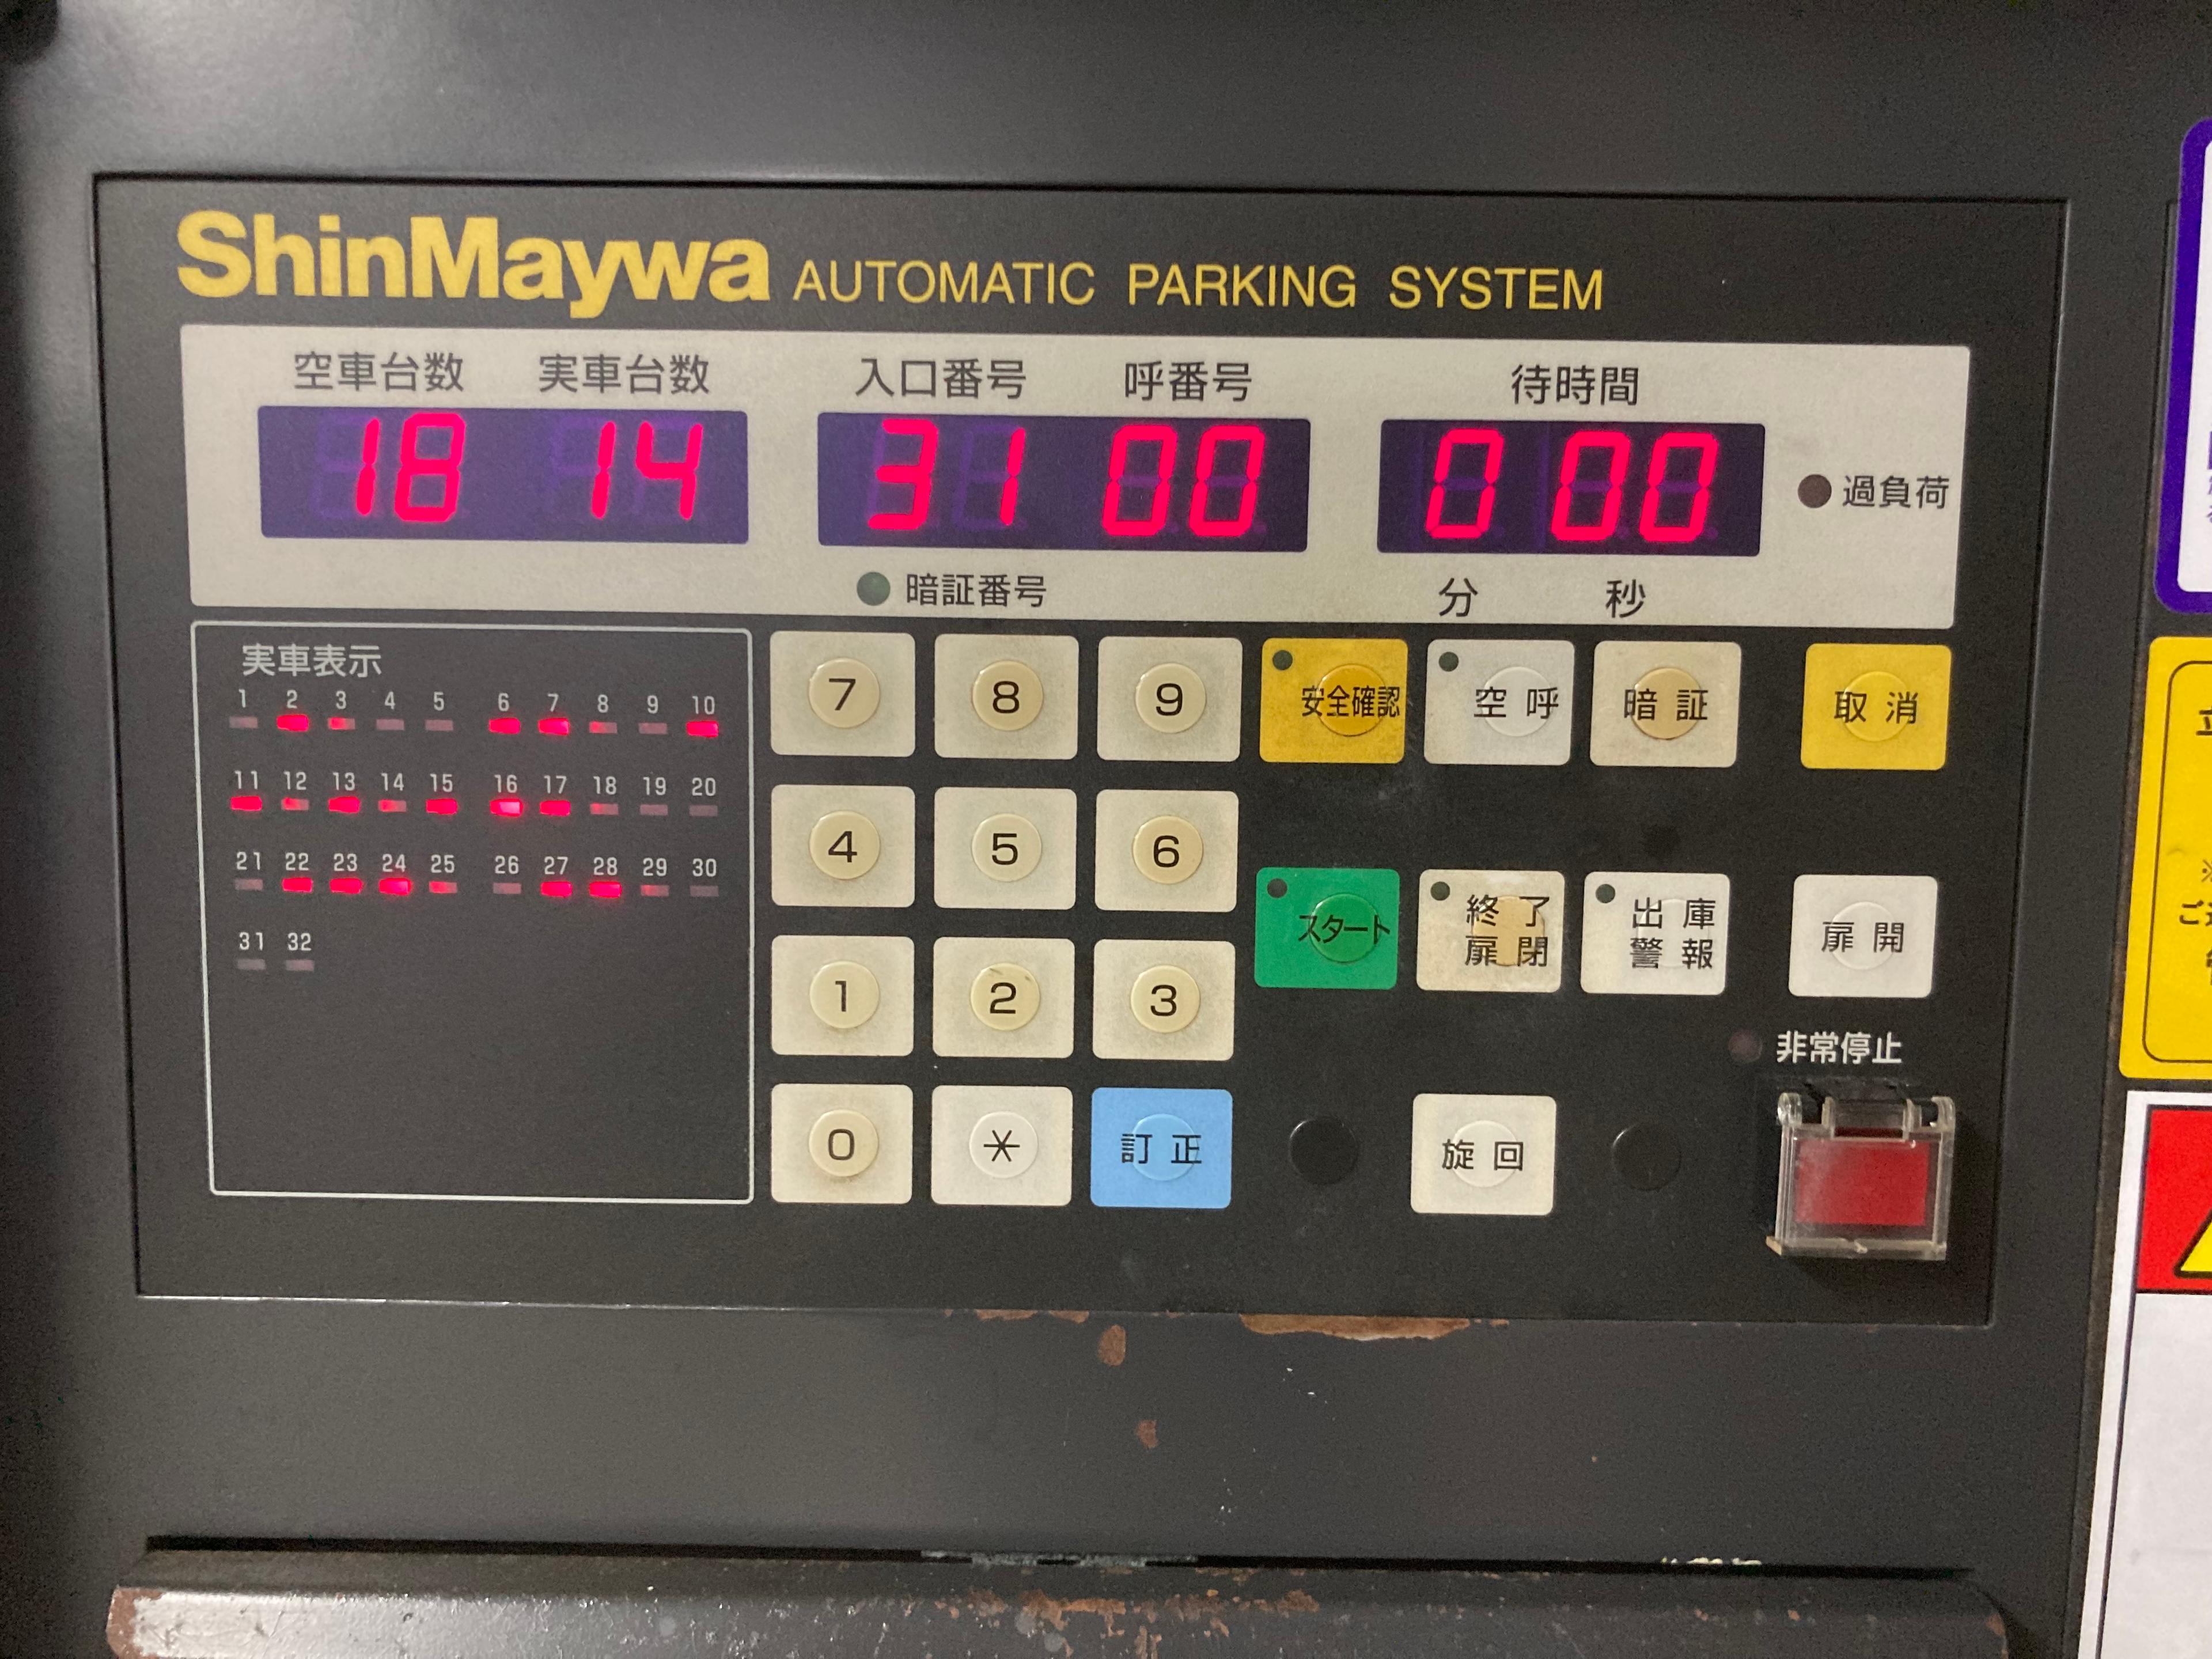 ShinMaywa AUTOMATIC PARKING SYSTEM
空車台数 実車台数 入口番号 呼番号 待時間
18 14 31 00 0 00
過負荷
暗証番号 分 秒
実車表示
1 2 3 4 5 6 7 8 9 10
11 12 13 14 15 16 17 18 19 20
21 22 23 24 25 26 27 28 29 30
31 32
7 8 9 安全確認 空呼 暗証 取消
4 5 6
スタート 終了 扉閉 出庫 警報 扉開
1 2 3
非常停止
0 * 訂正 旋回